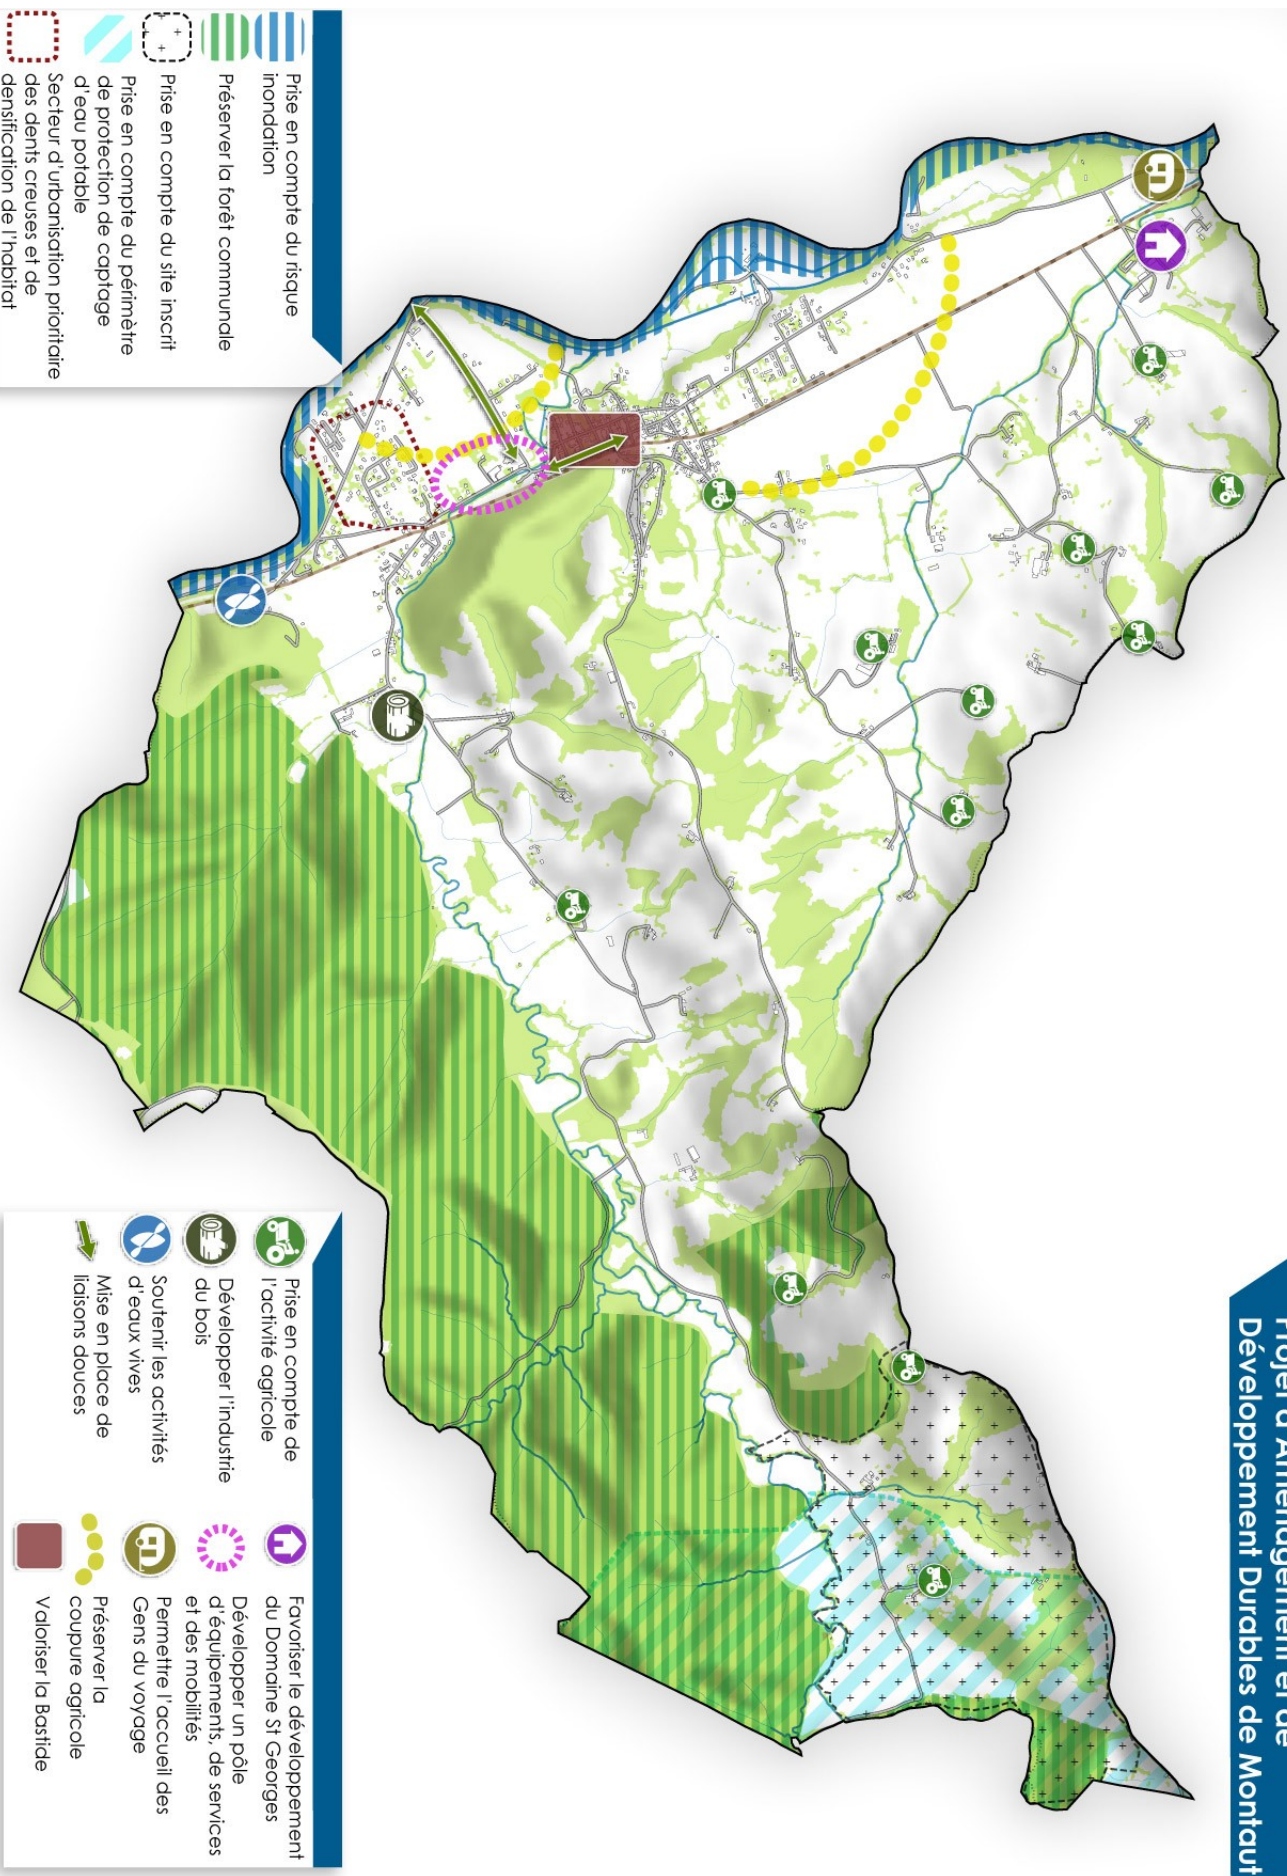 Projet d'Aménagement et de
Développement Durables de Montaut
Prise en compte du risque
inondation
Préserver la forêt communale
Prise en compte du site inscrit
Prise en compte du périmètre
de protection de captage
d'eau potable
Secteur d'urbanisation prioritaire
des dents creuses et de
densification de l'habitat
Prise en compte de
l'activité agricole
Développer l'industrie
du bois
Soutenir les activités
d'eaux vives
Mise en place de
liaisons douces
Favoriser le développement
du Domaine St Georges
Développer un pôle
d'équipements, de services
et des mobilités
Permettre l'accueil des
Gens du voyage
Préserver la
coupure agricole
Valoriser la Bastide